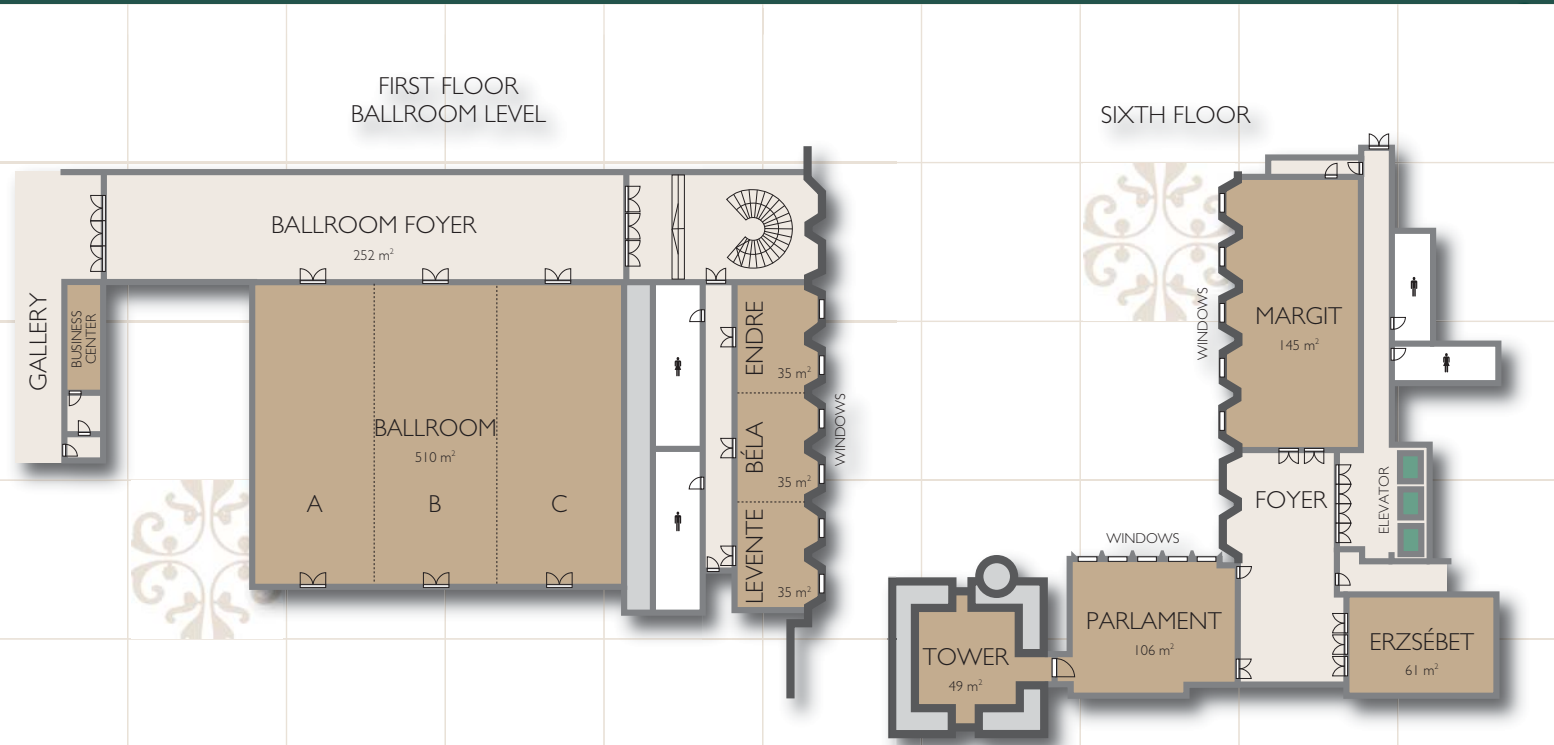 FIRST FLOOR
BALLROOM LEVEL
BALLROOM FOYER
252 m²
GALLERY
BUSINESS
CENTER
BALLROOM
510 m²
A
B
C
ENDRE
35 m²
BÉLA
35 m²
LEVENTE
35 m²
WINDOWS
SIXTH FLOOR
MARGIT
145 m²
WINDOWS
FOYER
ELEVATOR
WINDOWS
PARLAMENT
106 m²
TOWER
49 m²
ERZSÉBET
61 m²